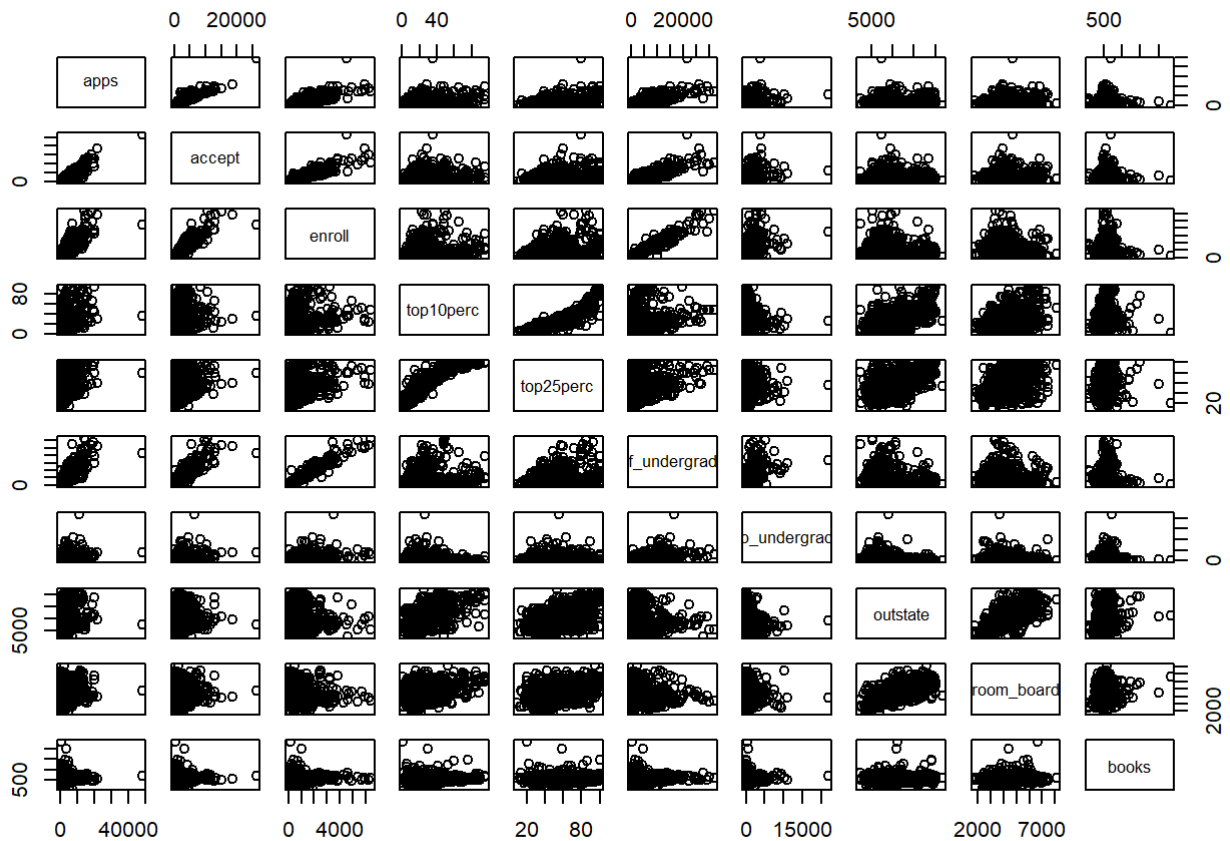 0 20000 0 40 0 20000 5000 500
apps 0
0 accept
enroll 0
0 80 top10perc
top25perc 20
0 f_undergrad
o_undergrad 0
5000 outstate
room_board 2000
500 books
0 40000 0 4000 20 80 0 15000 2000 7000